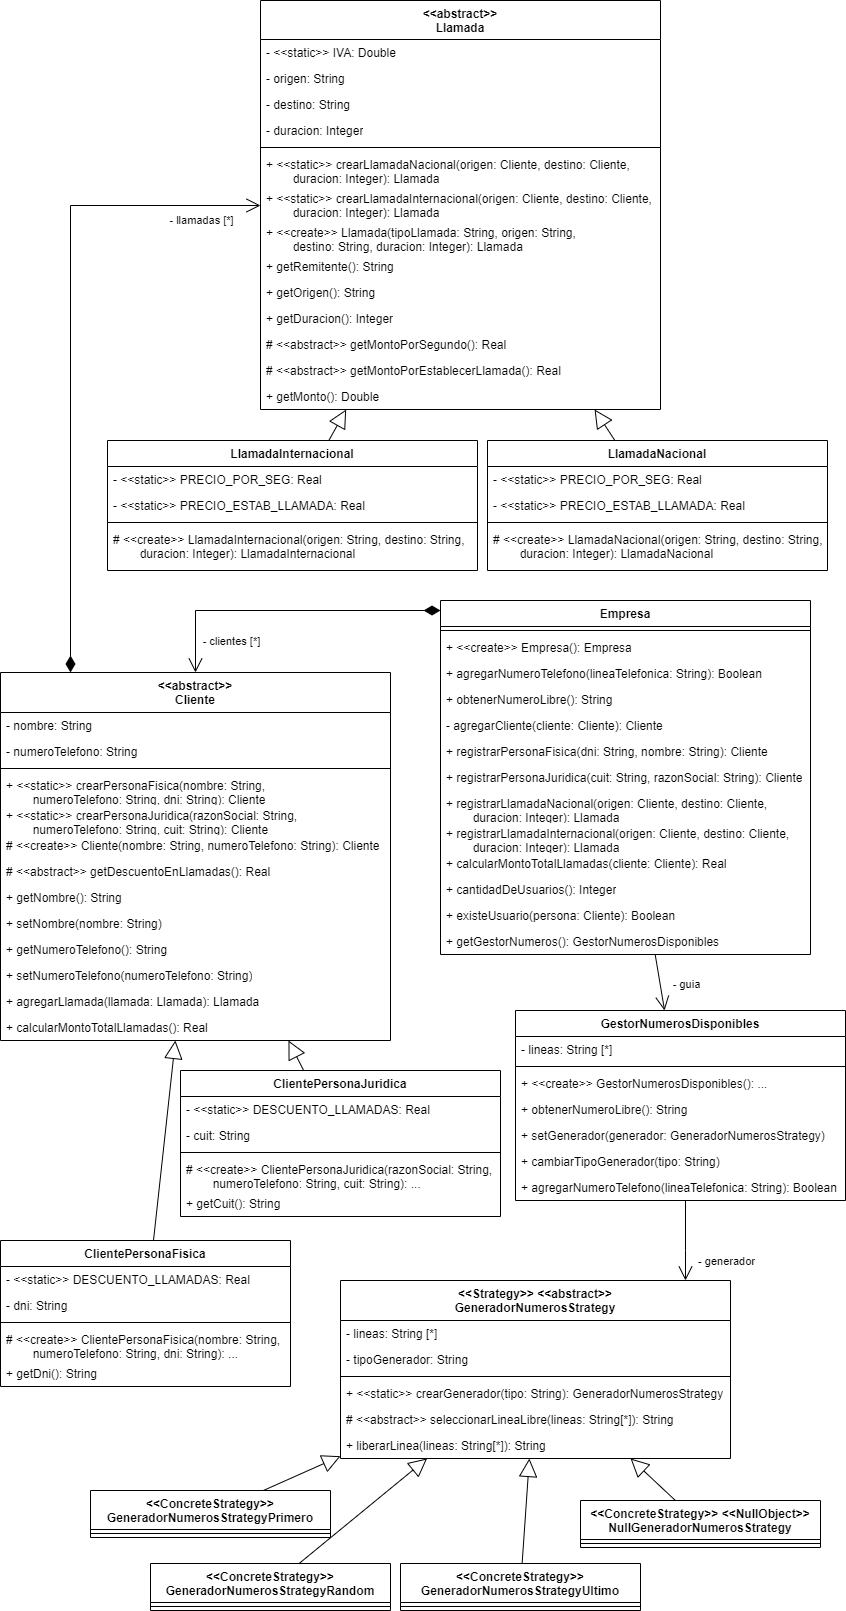 <<abstract>>
Llamada
- <<static>> IVA: Double
- origen: String
- destino: String
- duracion: Integer
+ <<static>> crearLlamadaNacional(origen: Cliente, destino: Cliente,
duracion: Integer): Llamada
+ <<static>> crearLlamadaInternacional(origen: Cliente, destino: Cliente,
duracion: Integer): Llamada
+ <<create>> Llamada(tipoLlamada: String, origen: String,
destino: String, duracion: Integer): Llamada
+ getRemitente(): String
+ getOrigen(): String
+ getDuracion(): Integer
# <<abstract>> getMontoPorSegundo(): Real
# <<abstract>> getMontoPorEstablecerLlamada(): Real
+ getMonto(): Double
- llamadas [*]
LlamadaInternacional
- <<static>> PRECIO_POR_SEG: Real
- <<static>> PRECIO_ESTAB_LLAMADA: Real
# <<create>> LlamadaInternacional(origen: String, destino: String,
duracion: Integer): LlamadaInternacional
LlamadaNacional
- <<static>> PRECIO_POR_SEG: Real
- <<static>> PRECIO_ESTAB_LLAMADA: Real
# <<create>> LlamadaNacional(origen: String, destino: String,
duracion: Integer): LlamadaNacional
Empresa
+ <<create>> Empresa(): Empresa
+ agregarNumeroTelefono(lineaTelefonica: String): Boolean
+ obtenerNumeroLibre(): String
- agregarCliente(cliente: Cliente): Cliente
+ registrarPersonaFisica(dni: String, nombre: String): Cliente
+ registrarPersonaJuridica(cuit: String, razonSocial: String): Cliente
+ registrarLlamadaNacional(origen: Cliente, destino: Cliente,
duracion: Integer): Llamada
+ registrarLlamadaInternacional(origen: Cliente, destino: Cliente,
duracion: Integer): Llamada
+ calcularMontoTotalLlamadas(cliente: Cliente): Real
+ cantidadDeUsuarios(): Integer
+ existeUsuario(persona: Cliente): Boolean
+ getGestorNumeros(): GestorNumerosDisponibles
- clientes [*]
<<abstract>>
Cliente
- nombre: String
- numeroTelefono: String
+ <<static>> crearPersonaFisica(nombre: String,
numeroTelefono: String, dni: String): Cliente
+ <<static>> crearPersonaJuridica(razonSocial: String,
numeroTelefono: String, cuit: String): Cliente
# <<create>> Cliente(nombre: String, numeroTelefono: String): Cliente
# <<abstract>> getDescuentoEnLlamadas(): Real
+ getNombre(): String
+ setNombre(nombre: String)
+ getNumeroTelefono(): String
+ setNumeroTelefono(numeroTelefono: String)
+ agregarLlamada(llamada: Llamada): Llamada
+ calcularMontoTotalLlamadas(): Real
- guia
GestorNumerosDisponibles
- lineas: String [*]
+ <<create>> GestorNumerosDisponibles(): ...
+ obtenerNumeroLibre(): String
+ setGenerador(generador: GeneradorNumerosStrategy)
+ cambiarTipoGenerador(tipo: String)
+ agregarNumeroTelefono(lineaTelefonica: String): Boolean
ClientePersonaJuridica
- <<static>> DESCUENTO_LLAMADAS: Real
- cuit: String
# <<create>> ClientePersonaJuridica(razonSocial: String,
numeroTelefono: String, cuit: String): ...
+ getCuit(): String
ClientePersonaFisica
- <<static>> DESCUENTO_LLAMADAS: Real
- dni: String
# <<create>> ClientePersonaFisica(nombre: String,
numeroTelefono: String, dni: String): ...
+ getDni(): String
- generador
<<Strategy>> <<abstract>>
GeneradorNumerosStrategy
- lineas: String [*]
- tipoGenerador: String
+ <<static>> crearGenerador(tipo: String): GeneradorNumerosStrategy
# <<abstract>> seleccionarLineaLibre(lineas: String[*]): String
+ liberarLinea(lineas: String[*]): String
<<ConcreteStrategy>>
GeneradorNumerosStrategyPrimero
<<ConcreteStrategy>> <<NullObject>>
NullGeneradorNumerosStrategy
<<ConcreteStrategy>>
GeneradorNumerosStrategyRandom
<<ConcreteStrategy>>
GeneradorNumerosStrategyUltimo